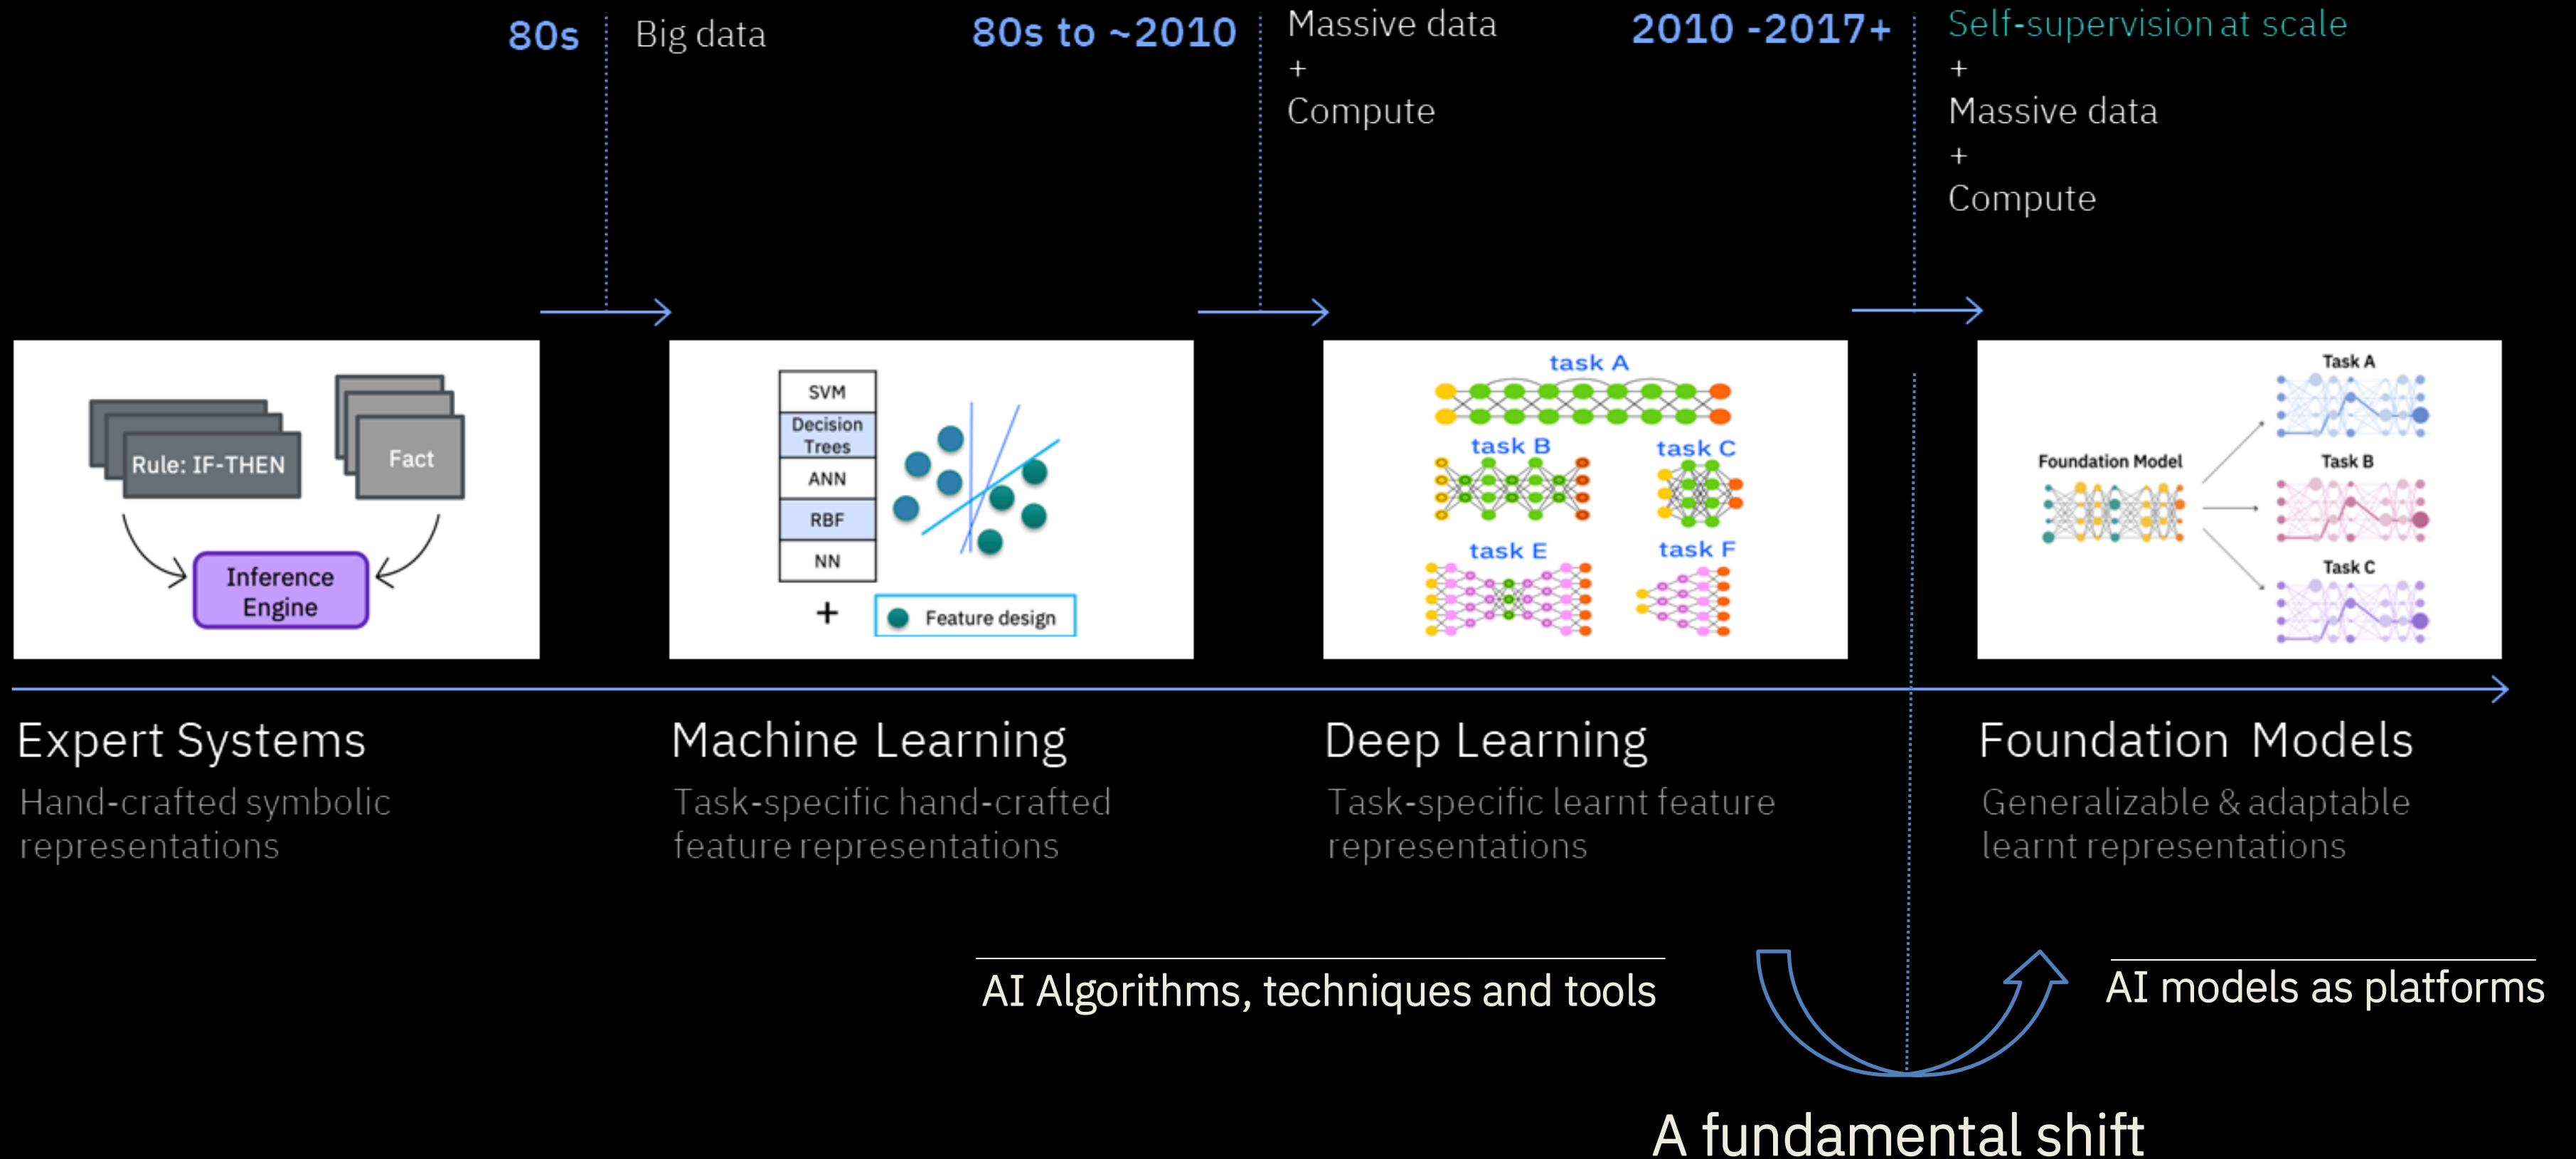 80s
Big data
80s to ~2010
Massive data
+
Compute
2010 -2017+
Self-supervision at scale
+
Massive data
+
Compute
Rule: IF-THEN
Fact
Inference
Engine
SVM
Decision
Trees
ANN
RBF
NN
+
Feature design
task A
task B
task C
task E
task F
Foundation Model
Task A
Task B
Task C
Expert Systems
Hand-crafted symbolic
representations
Machine Learning
Task-specific hand-crafted
feature representations
Deep Learning
Task-specific learnt feature
representations
Foundation Models
Generalizable & adaptable
learnt representations
AI Algorithms, techniques and tools
AI models as platforms
A fundamental shift